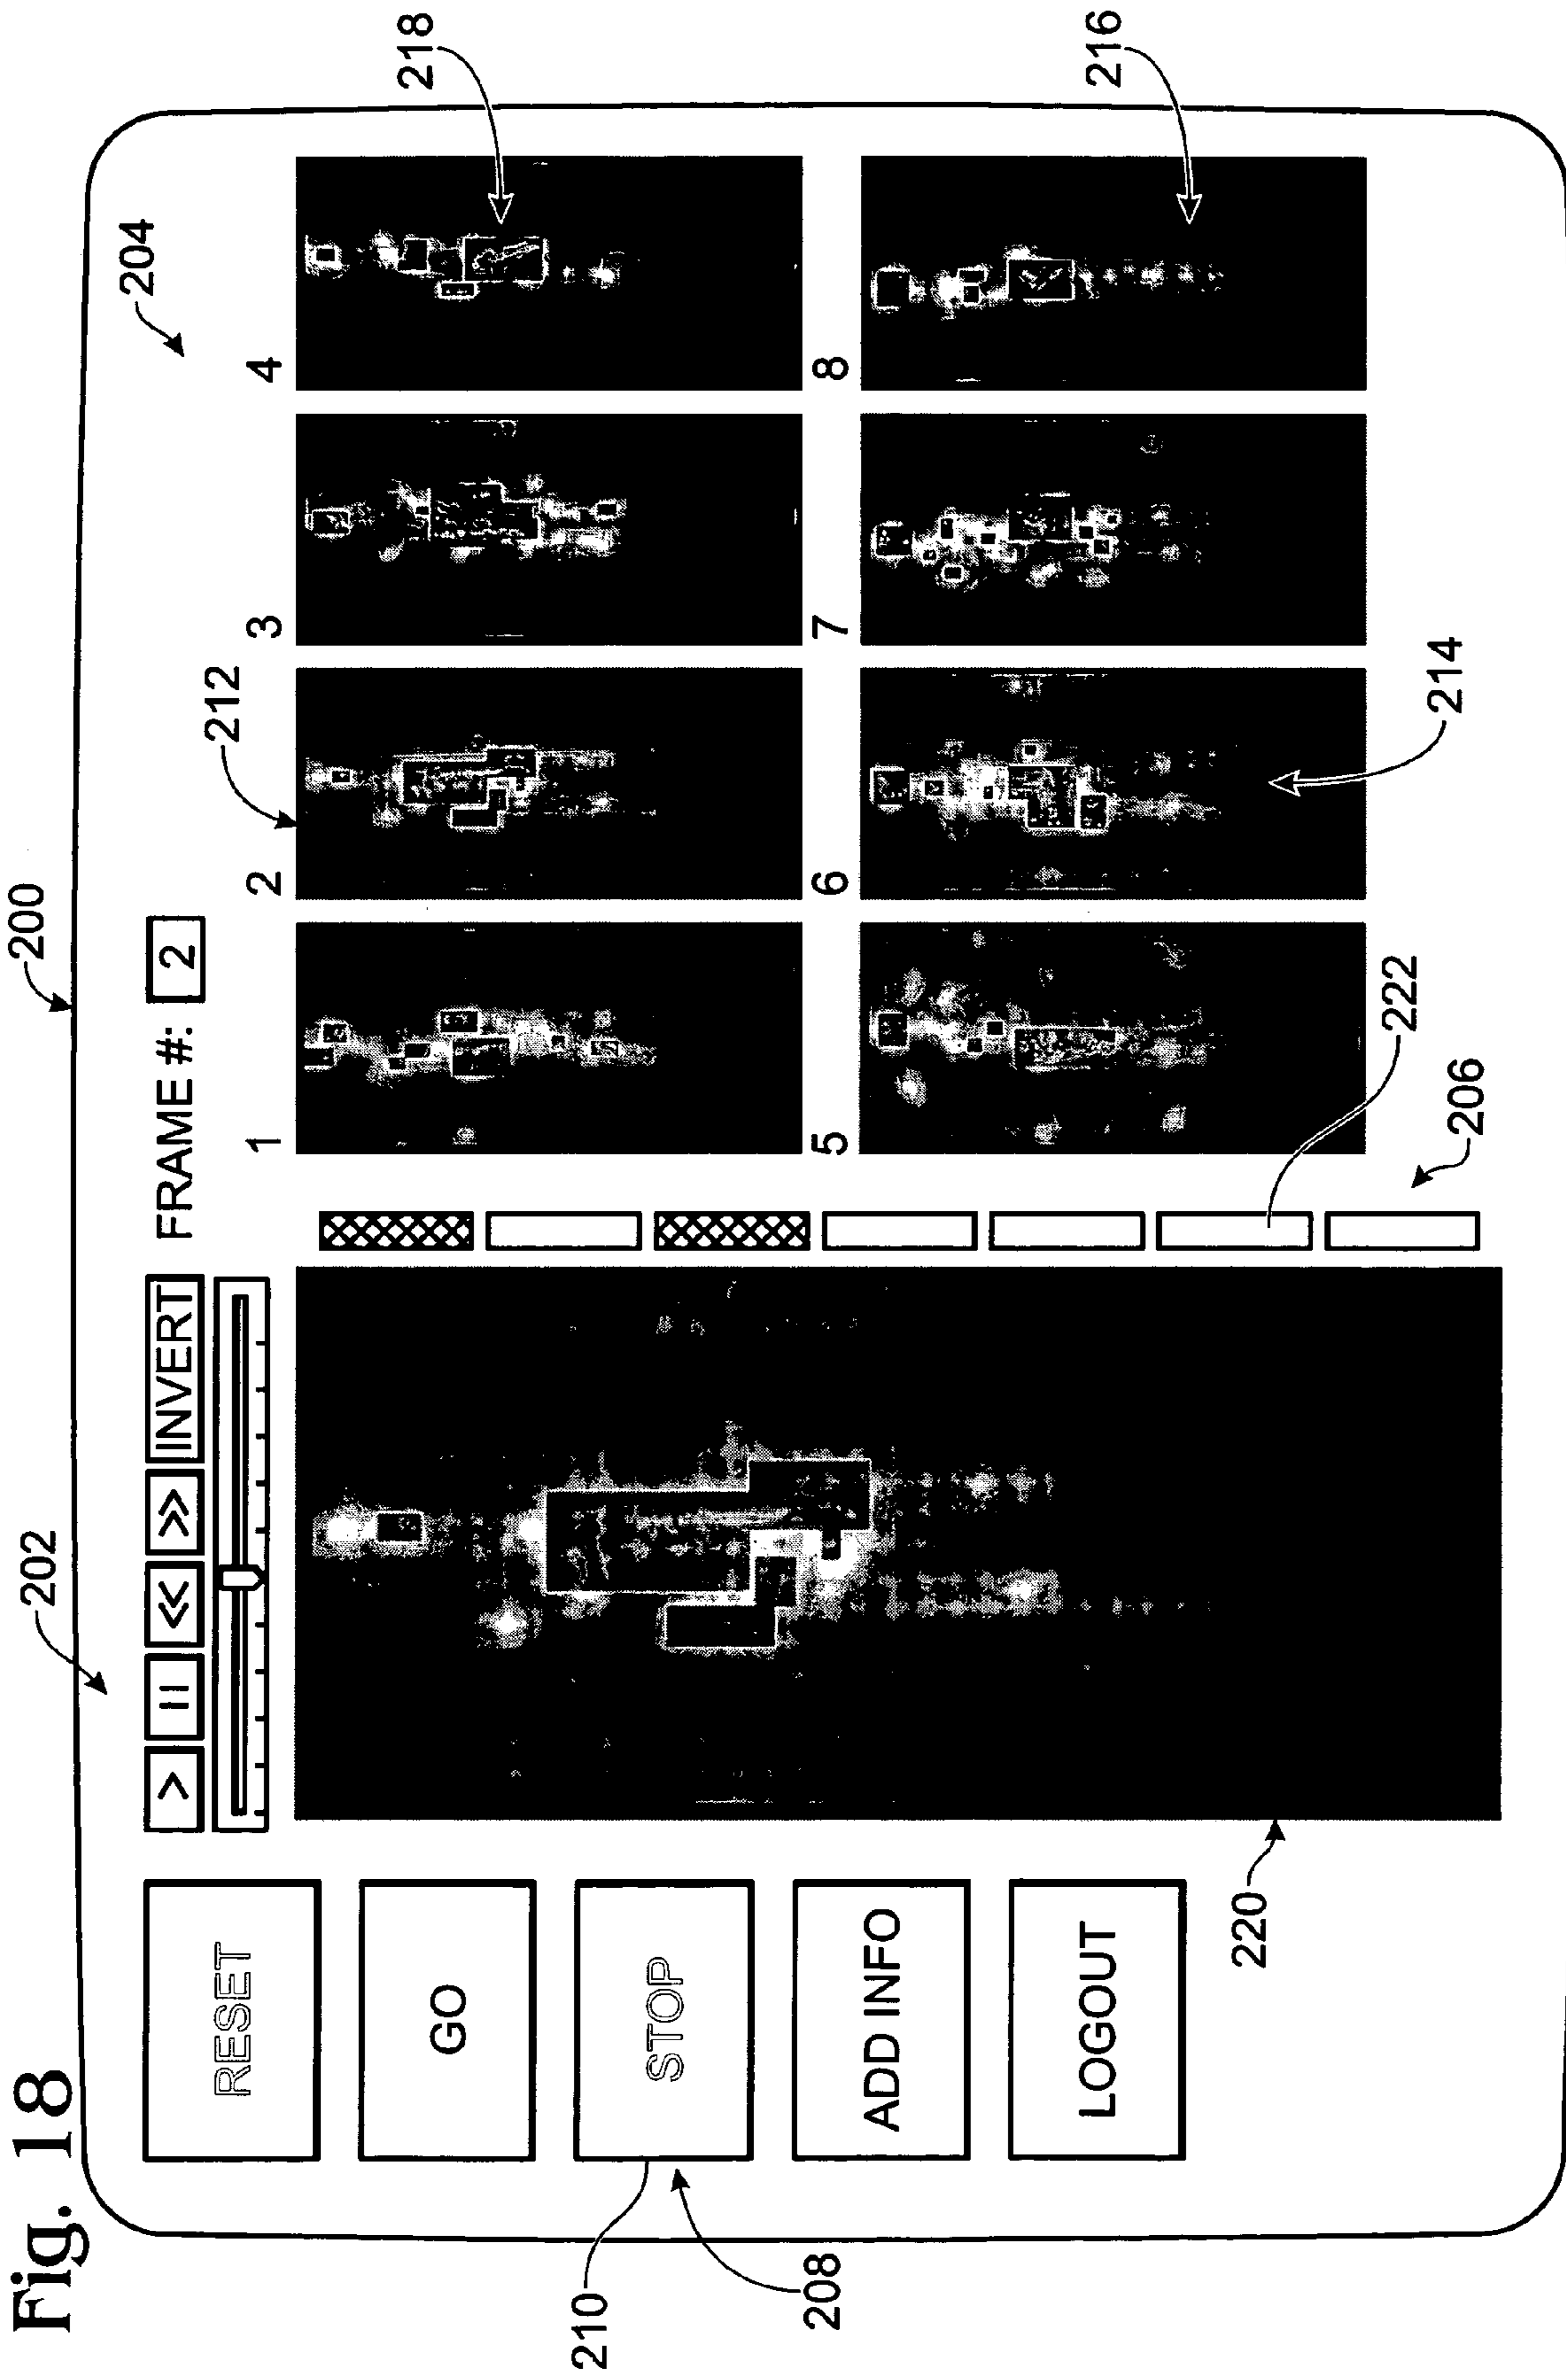 Fig. 18
200
202
204
> II << >> INVERT FRAME #: 2
212
218
RESET
GO
STOP
ADD INFO
LOGOUT
210
208
1 2 3 4
5 6 7 8
220
222
206
214
216